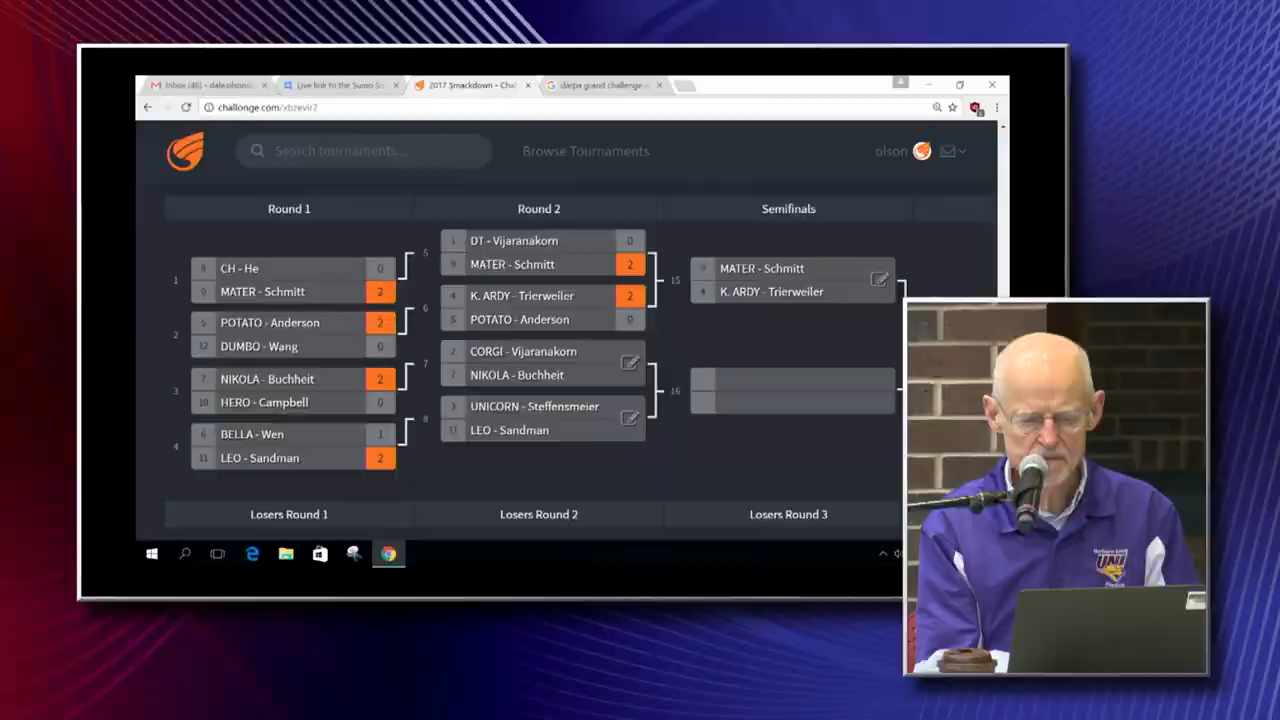 Inbox (46) - dale.olson
Live link to the Sumo S
2017 Smackdown - Chal
darpa grand challenge
challonge.com/xbzevir2
Search tournaments...
Browse Tournaments
olson
Round 1
Round 2
Semifinals
1
8 CH - He 0
9 MATER - Schmitt 2
2
5 POTATO - Anderson 2
12 DUMBO - Wang 0
3
7 NIKOLA - Buchheit 2
10 HERO - Campbell 0
4
6 BELLA - Wen 1
11 LEO - Sandman 2
5
1 DT - Vijaranakorn 0
9 MATER - Schmitt 2
6
4 K. ARDY - Trierweiler 2
5 POTATO - Anderson 0
7
2 CORGI - Vijaranakorn
7 NIKOLA - Buchheit
8
3 UNICORN - Steffensmeier
11 LEO - Sandman
15
9 MATER - Schmitt
4 K. ARDY - Trierweiler
16
Losers Round 1
Losers Round 2
Losers Round 3
UNI
Physics